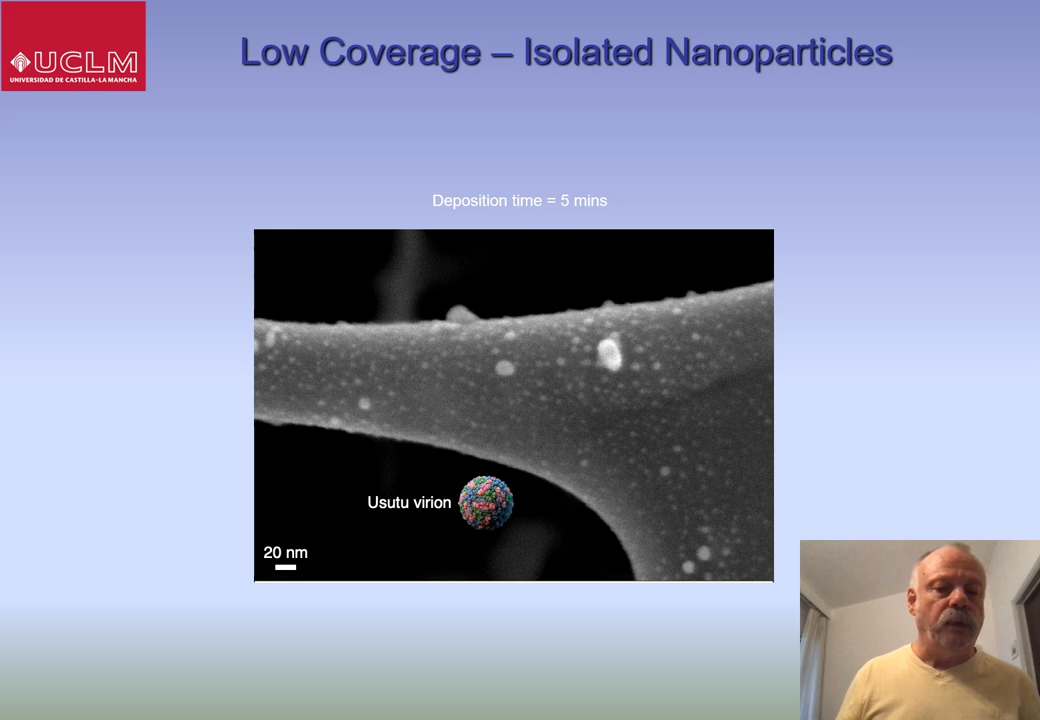 UCLM
UNIVERSIDAD DE CASTILLA-LA MANCHA
Low Coverage – Isolated Nanoparticles
Deposition time = 5 mins
Usutu virion
20 nm